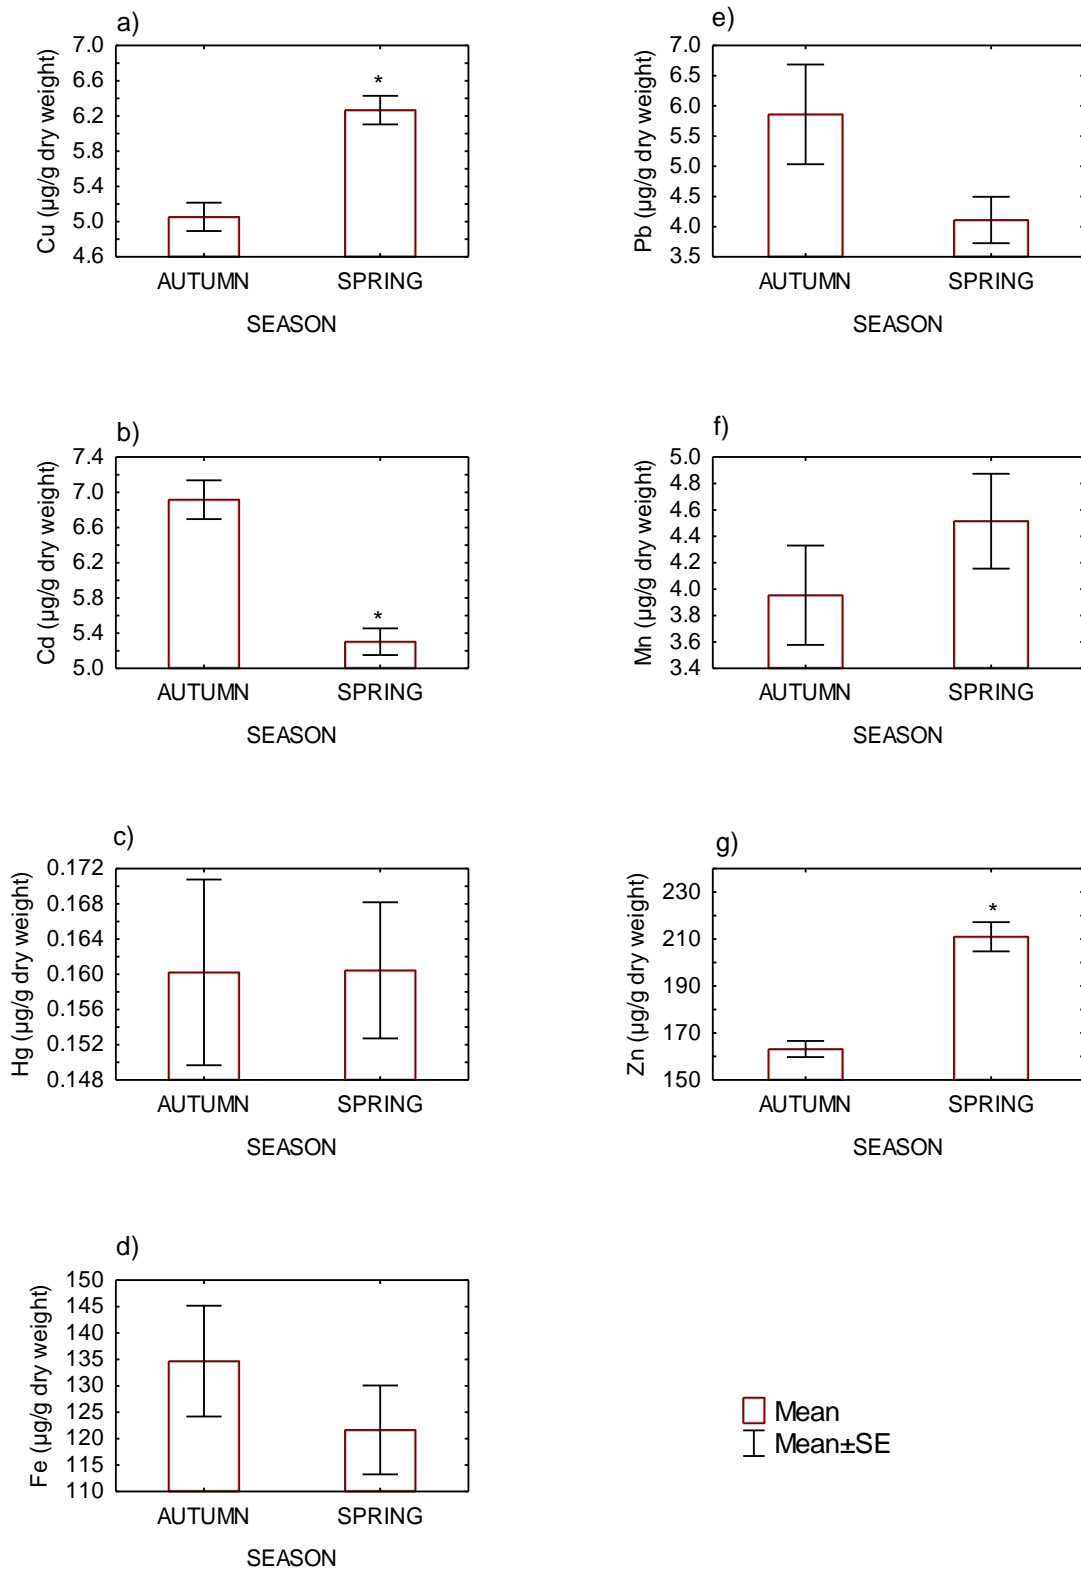 a)
Cu (µg/g dry weight)
7.0
6.6
6.2
5.8
5.4
5.0
4.6
*
AUTUMN SPRING
SEASON
b)
Cd (µg/g dry weight)
7.4
7.0
6.6
6.2
5.8
5.4
5.0
*
AUTUMN SPRING
SEASON
c)
Hg (µg/g dry weight)
0.172
0.168
0.164
0.160
0.156
0.152
0.148
AUTUMN SPRING
SEASON
d)
Fe (µg/g dry weight)
150
145
140
135
130
125
120
115
110
AUTUMN SPRING
SEASON
e)
Pb (µg/g dry weight)
7.0
6.5
6.0
5.5
5.0
4.5
4.0
3.5
AUTUMN SPRING
SEASON
f)
Mn (µg/g dry weight)
5.0
4.8
4.6
4.4
4.2
4.0
3.8
3.6
3.4
AUTUMN SPRING
SEASON
g)
Zn (µg/g dry weight)
230
210
190
170
150
*
AUTUMN SPRING
SEASON
Mean
Mean±SE